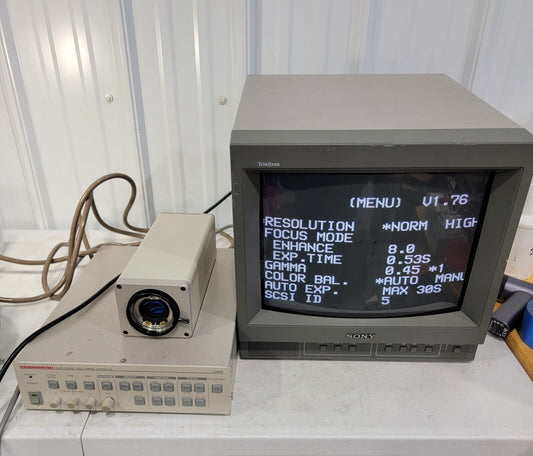 Trinitron
(MENU) V1.76
RESOLUTION *NORM HIGH
FOCUS MODE
ENHANCE 8.0
EXP.TIME 0.53S
GAMMA 0.45 *1
COLOR BAL. *AUTO MANU
AUTO EXP. MAX 30S
SCSI ID 5
SONY
HAMAMATSU